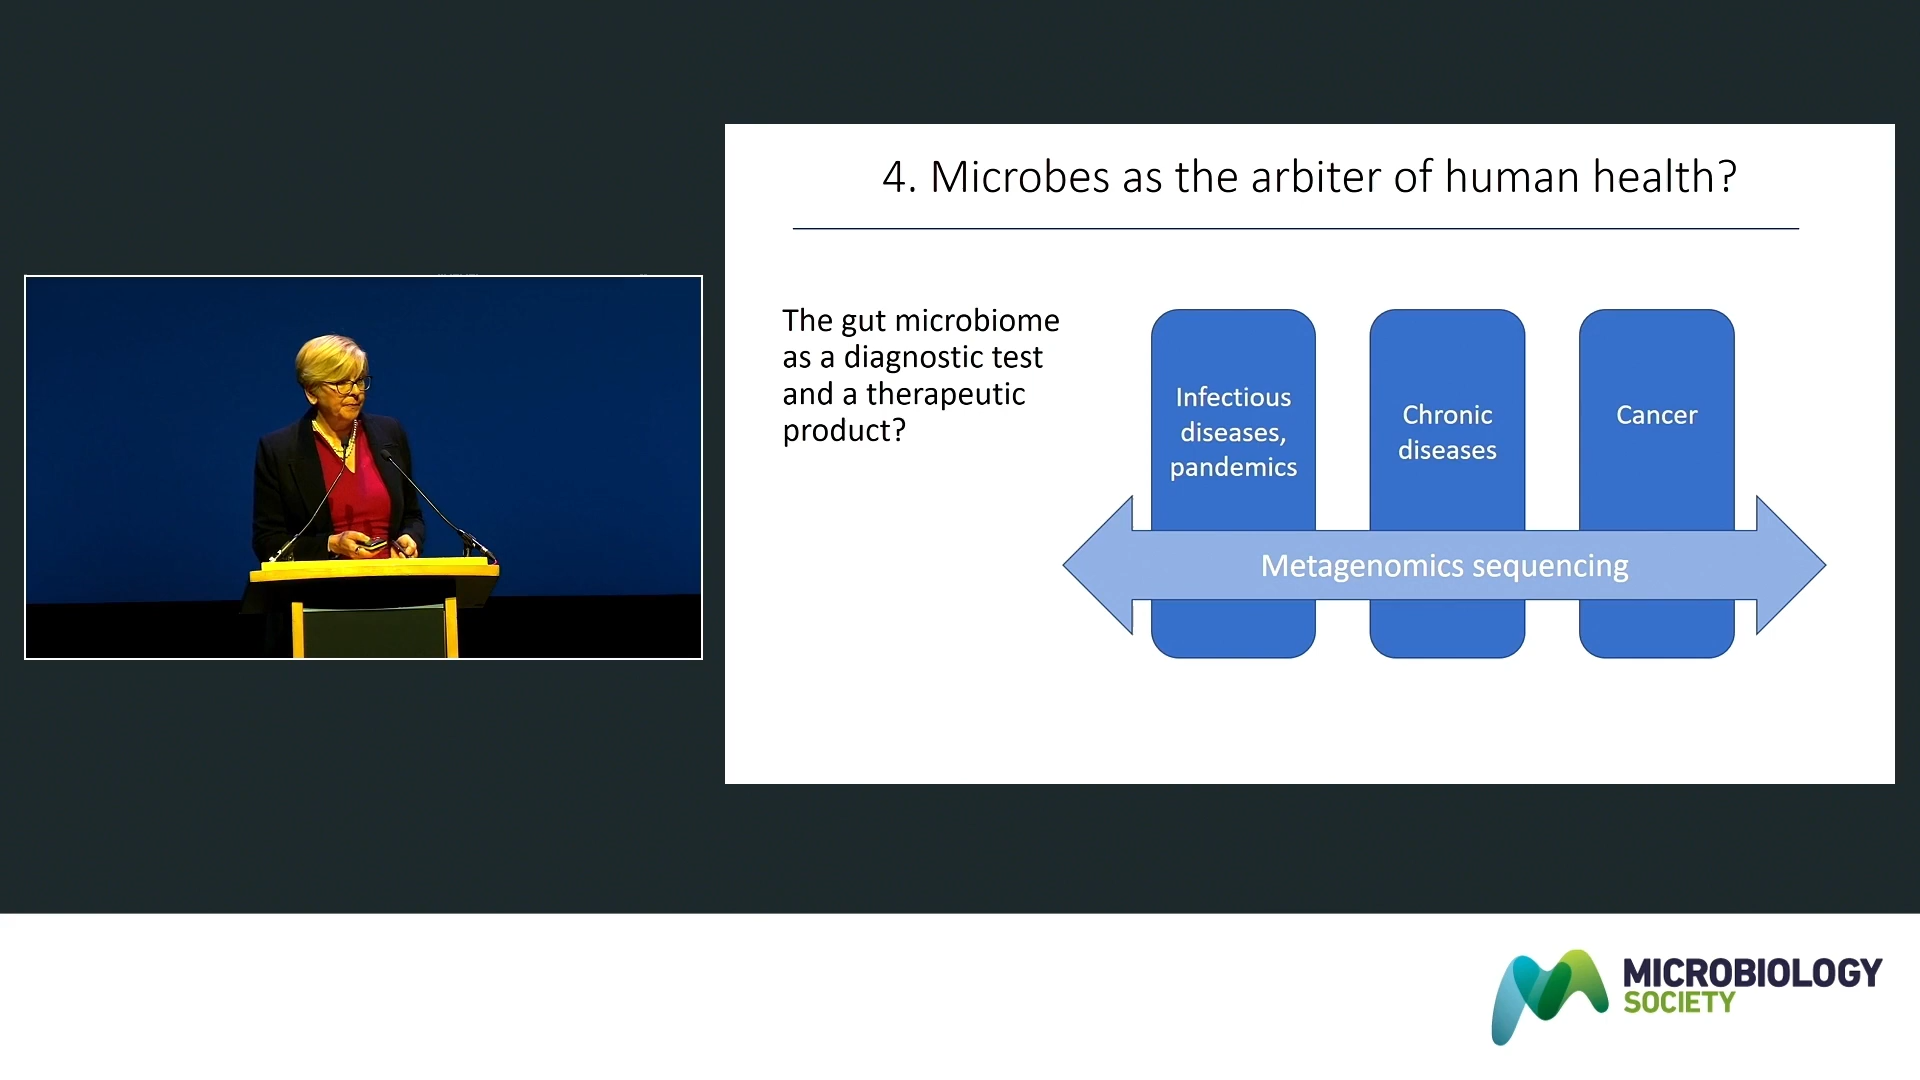 4. Microbes as the arbiter of human health?
The gut microbiome
as a diagnostic test
and a therapeutic
product?
Infectious
diseases,
pandemics
Chronic
diseases
Cancer
Metagenomics sequencing
MICROBIOLOGY
SOCIETY